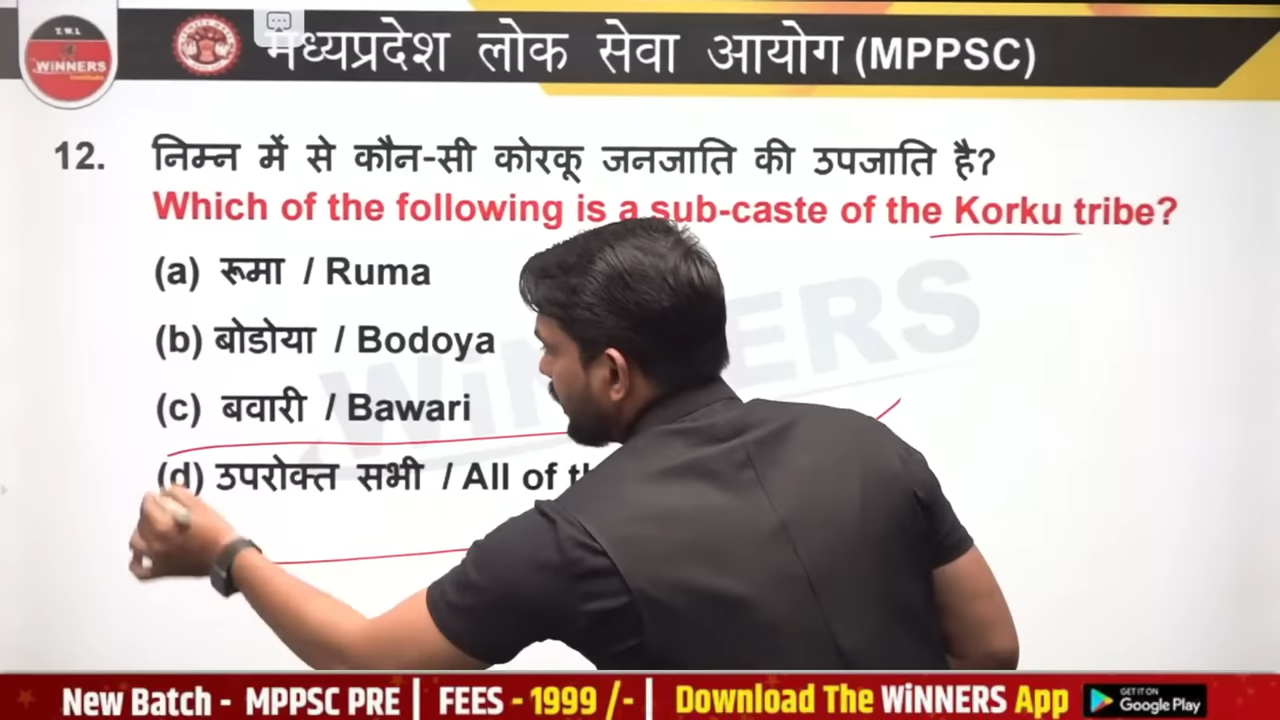 T.W.L
WiNNERS
मध्यप्रदेश लोक सेवा आयोग (MPPSC)
12. निम्न में से कौन-सी कोरकू जनजाति की उपजाति है?
Which of the following is a sub-caste of the Korku tribe?
(a) रूमा / Ruma
(b) बोडोया / Bodoya
(c) बवारी / Bawari
(d) उपरोक्त सभी / All of
WiNNERS
New Batch - MPPSC PRE | FEES - 1999 /- | Download The WiNNERS App
GET IT ON
Google Play